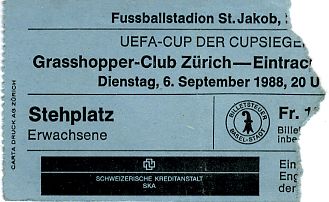 Fussballstadion St. Jakob,
UEFA-CUP DER CUPSIEGE
Grasshopper-Club Zürich—Eintrac
Dienstag, 6. September 1988, 20
Stehplatz
Erwachsene
BILLETSTEUER
BASEL-STADT
Fr. 1
Bille
inbe
SCHWEIZERISCHE KREDITANSTALT
SKA
Ein
Eng
der
CARTA DRUCK AG ZÜRICH